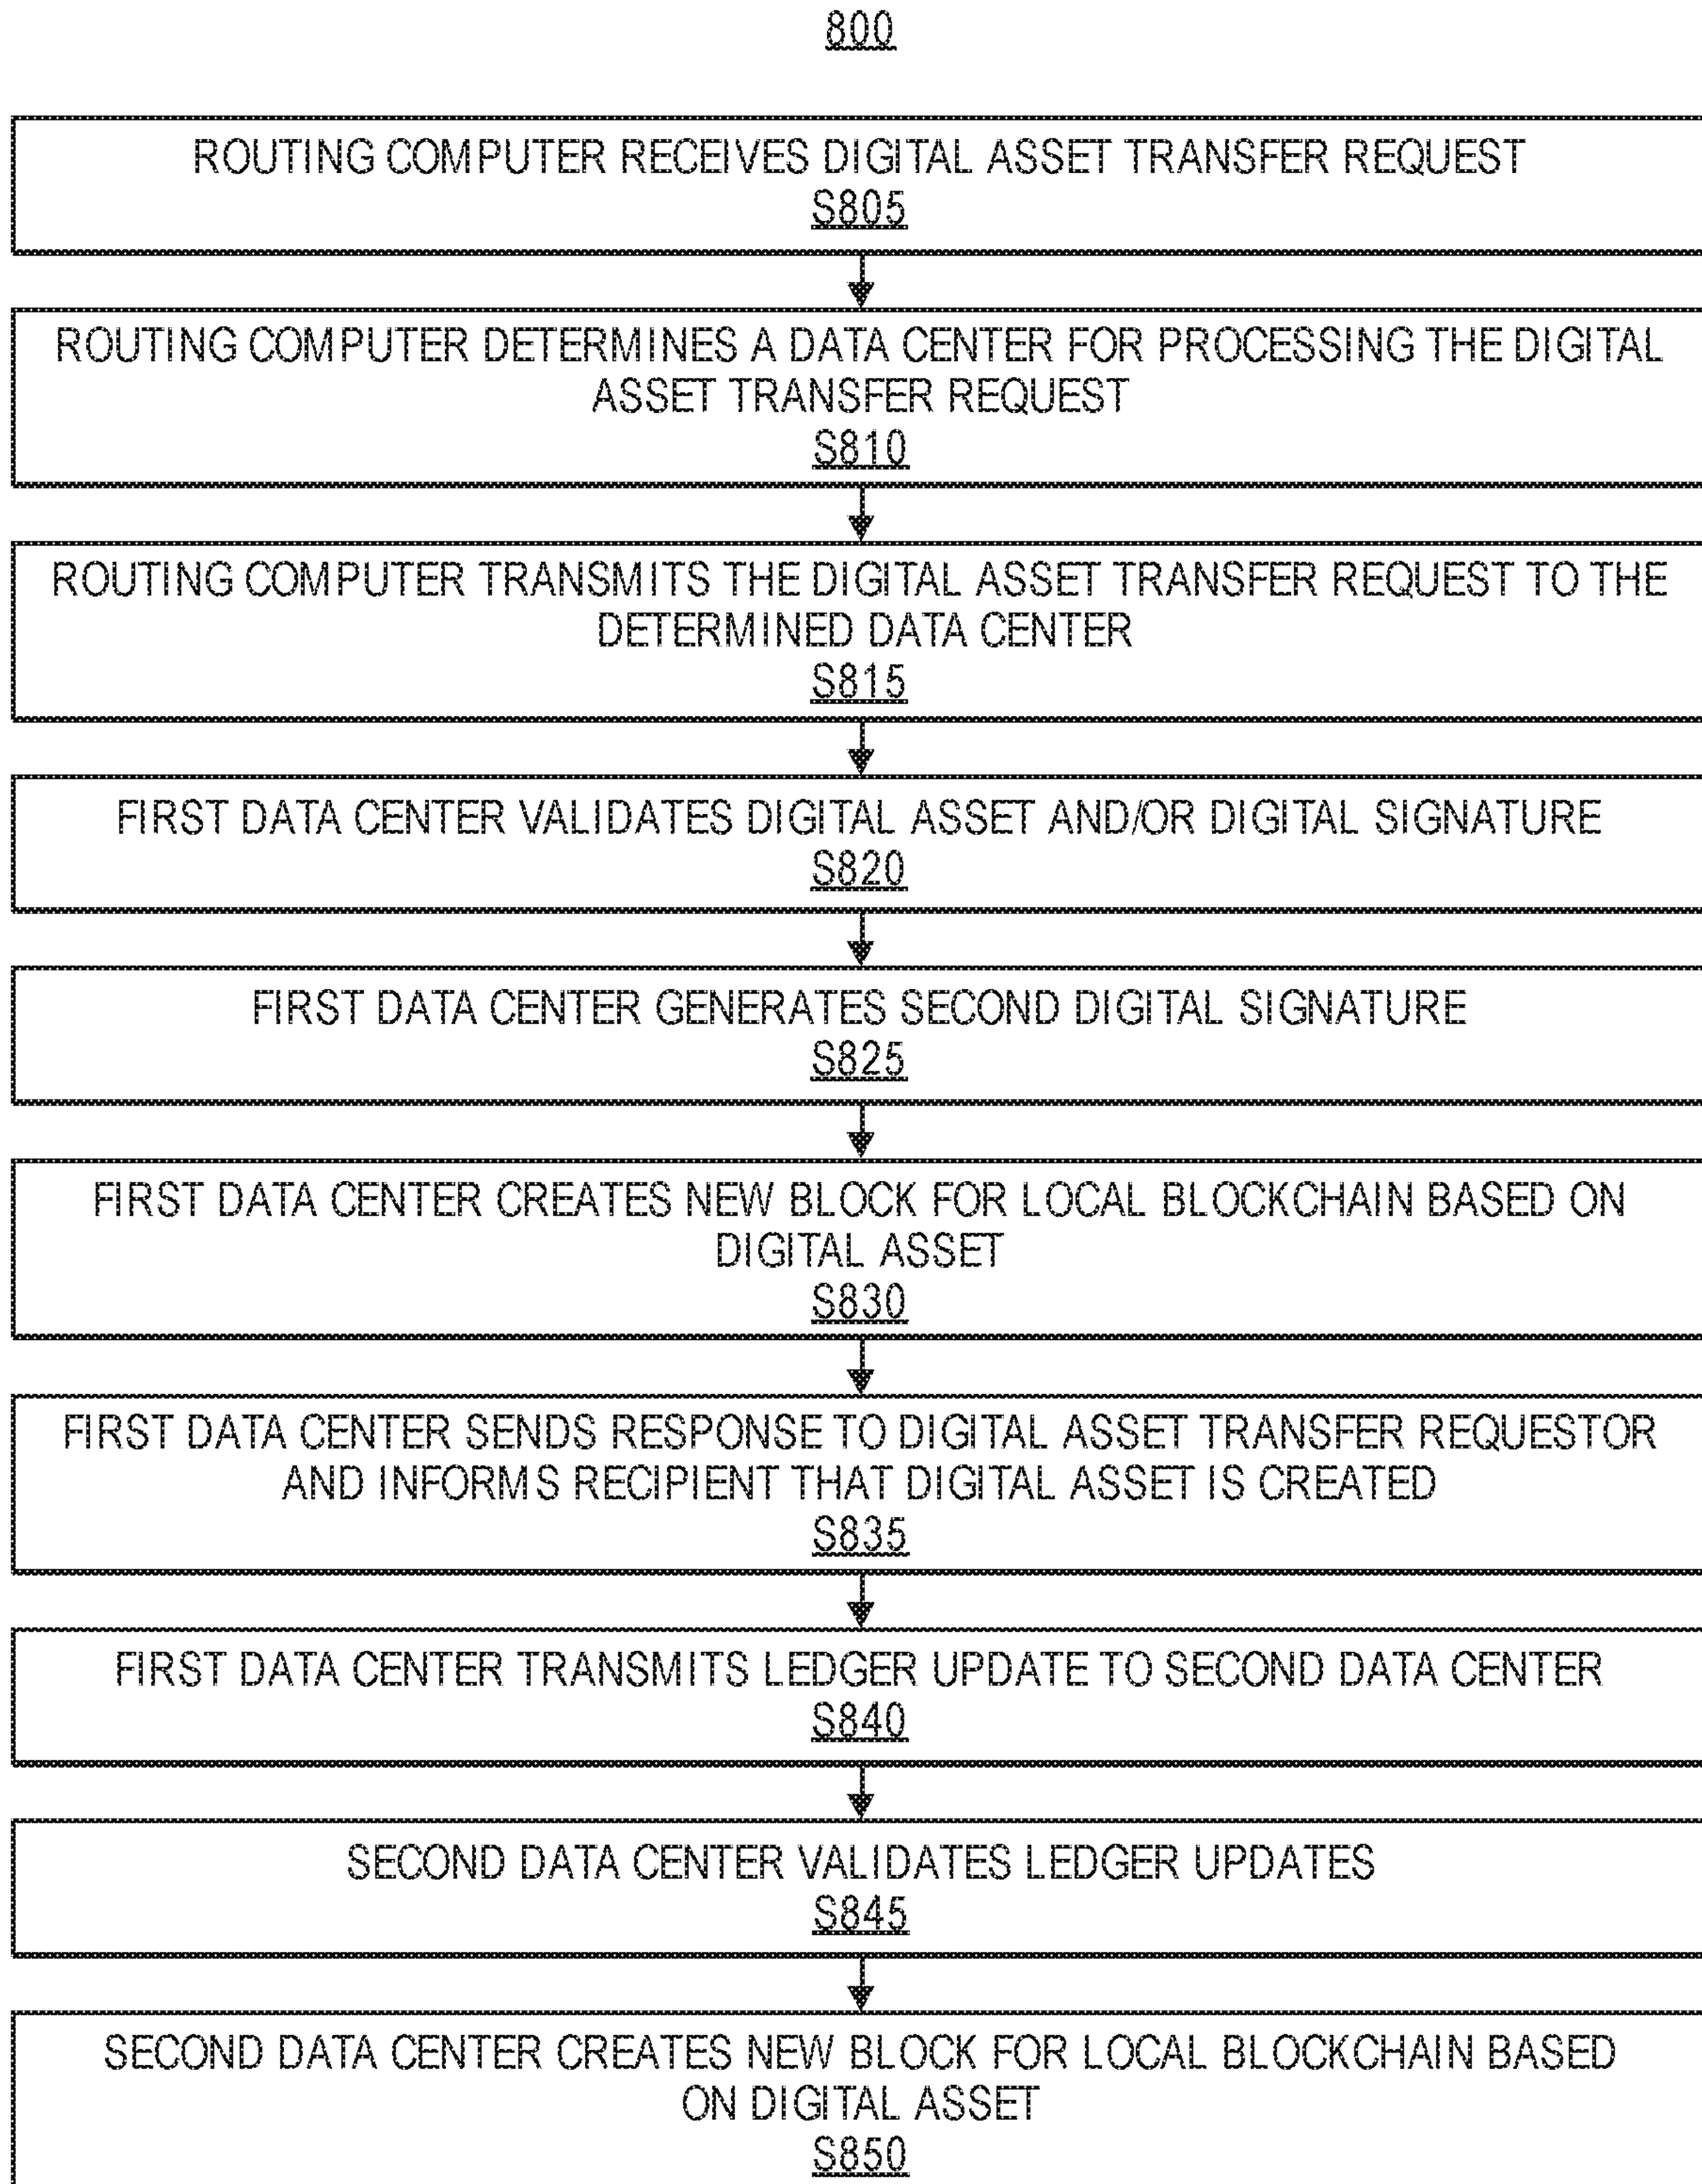 800
ROUTING COMPUTER RECEIVES DIGITAL ASSET TRANSFER REQUEST
S805
ROUTING COMPUTER DETERMINES A DATA CENTER FOR PROCESSING THE DIGITAL
ASSET TRANSFER REQUEST
S810
ROUTING COMPUTER TRANSMITS THE DIGITAL ASSET TRANSFER REQUEST TO THE
DETERMINED DATA CENTER
S815
FIRST DATA CENTER VALIDATES DIGITAL ASSET AND/OR DIGITAL SIGNATURE
S820
FIRST DATA CENTER GENERATES SECOND DIGITAL SIGNATURE
S825
FIRST DATA CENTER CREATES NEW BLOCK FOR LOCAL BLOCKCHAIN BASED ON
DIGITAL ASSET
S830
FIRST DATA CENTER SENDS RESPONSE TO DIGITAL ASSET TRANSFER REQUESTOR
AND INFORMS RECIPIENT THAT DIGITAL ASSET IS CREATED
S835
FIRST DATA CENTER TRANSMITS LEDGER UPDATE TO SECOND DATA CENTER
S840
SECOND DATA CENTER VALIDATES LEDGER UPDATES
S845
SECOND DATA CENTER CREATES NEW BLOCK FOR LOCAL BLOCKCHAIN BASED
ON DIGITAL ASSET
S850